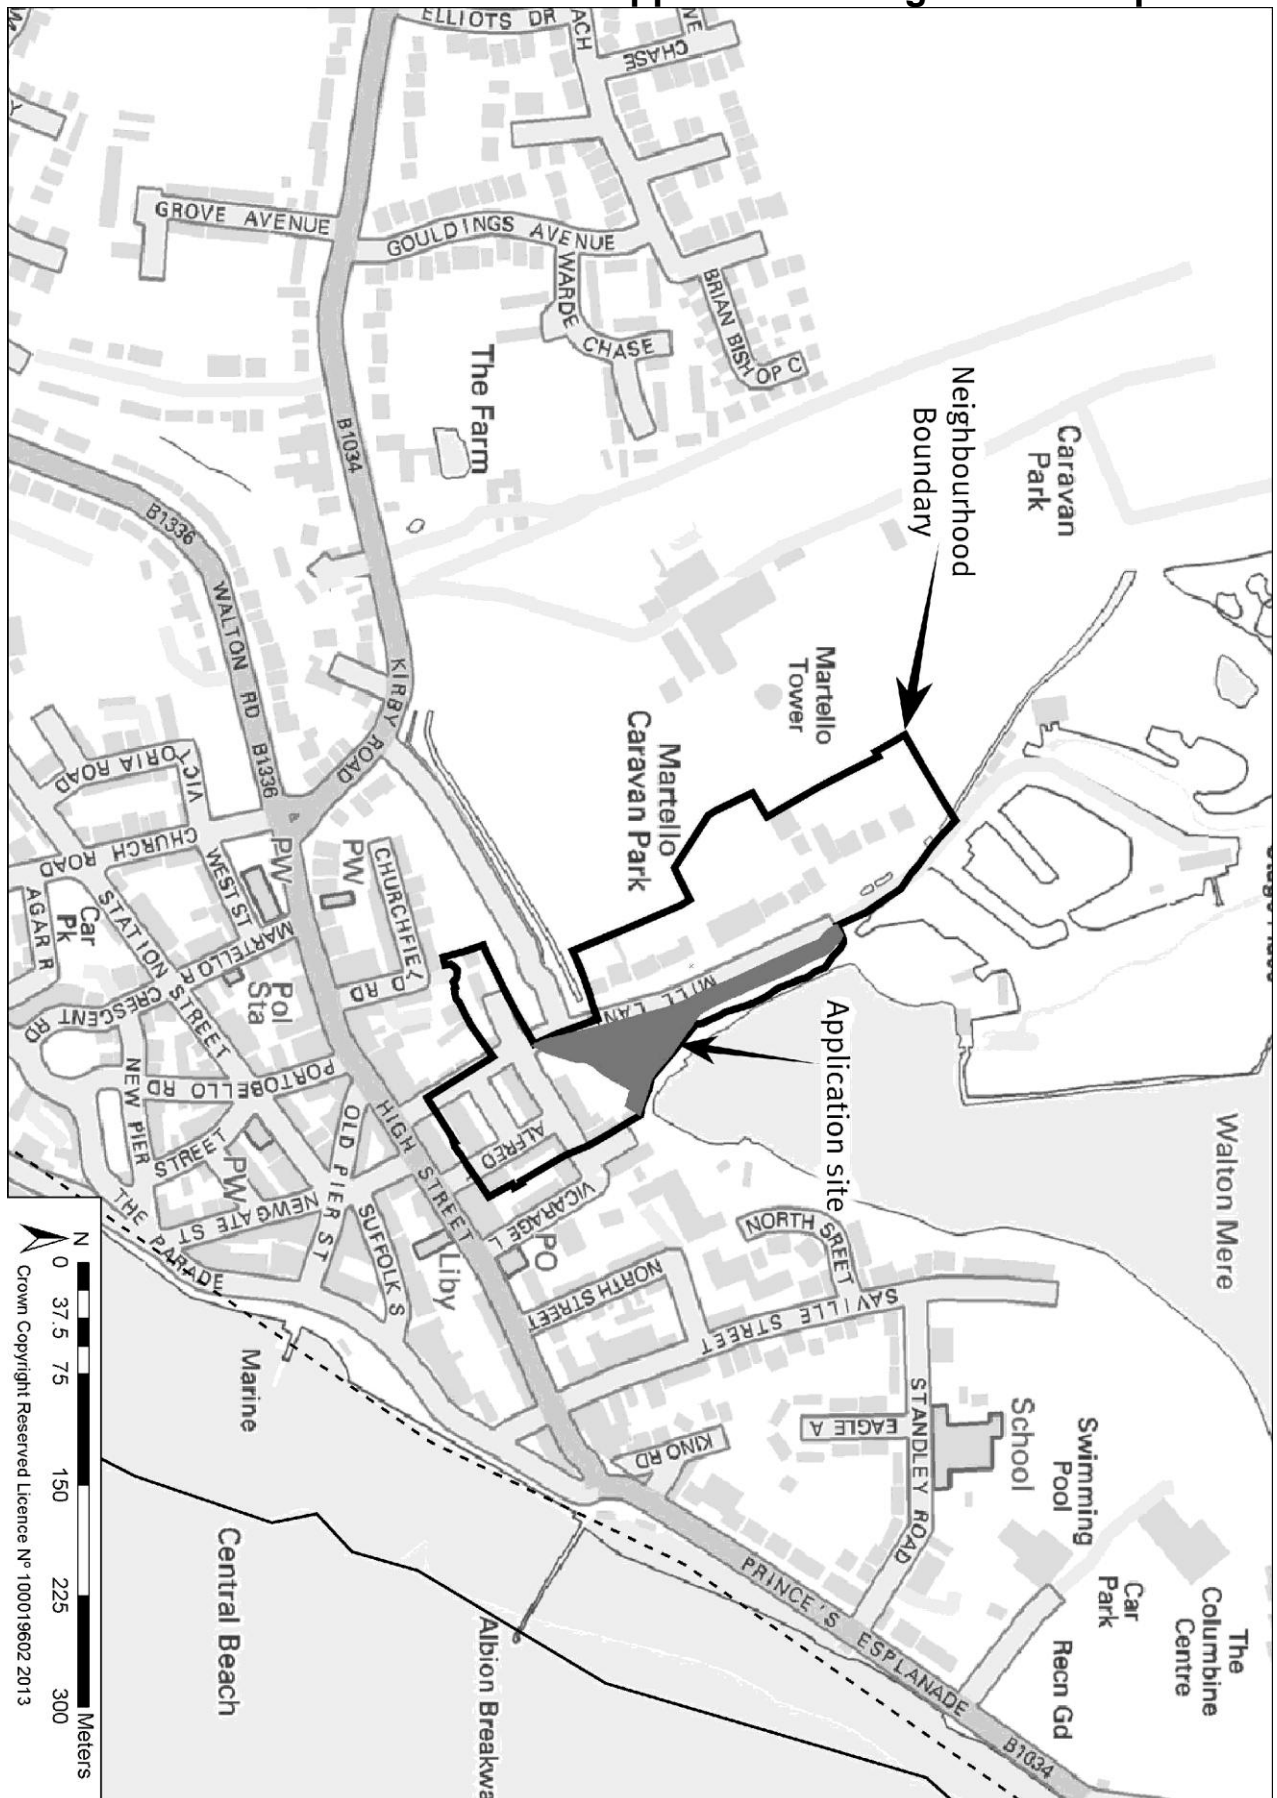 ELLIOTS DR
ACH
CHASE
GROVE AVENUE
GOULDINGS AVENUE
WARDE
CHASE
BRIAN BISHOP C
The Farm
B1034
Neighbourhood
Boundary
Caravan
Park
B1336
WALTON RD
B1336
KIRBY ROAD
Martello
Tower
Martello
Caravan Park
VICTORIA ROAD
CHURCH ROAD
WEST ST
PW
PW
CHURCHFIELD RD
MARTELLO R
Car
Pk
AGAR R
STATION STREET
Pol
Sta
CRESCENT RD
MILL LAN
Application site
Walton Mere
NEW PIER STREET
PORTOBELLO RD
OLD PIER ST
HIGH STREET
ALFRED
VICARAGE L
PW
NEWGATE ST
SUFFOLK S
THE PARADE
Liby
PO
NORTH STREET
NORTH SREET
SAVILLE STREET
STANDLEY ROAD
EAGLE A
School
Swimming
Pool
KINO RD
PRINCE'S ESPLANADE
B1034
Car
Park
The
Columbine
Centre
Recn Gd
Marine
Central Beach
Albion Breakwa
N
0 37.5 75 150 225 300
Meters
Crown Copyright Reserved Licence Nº 100019602 2013